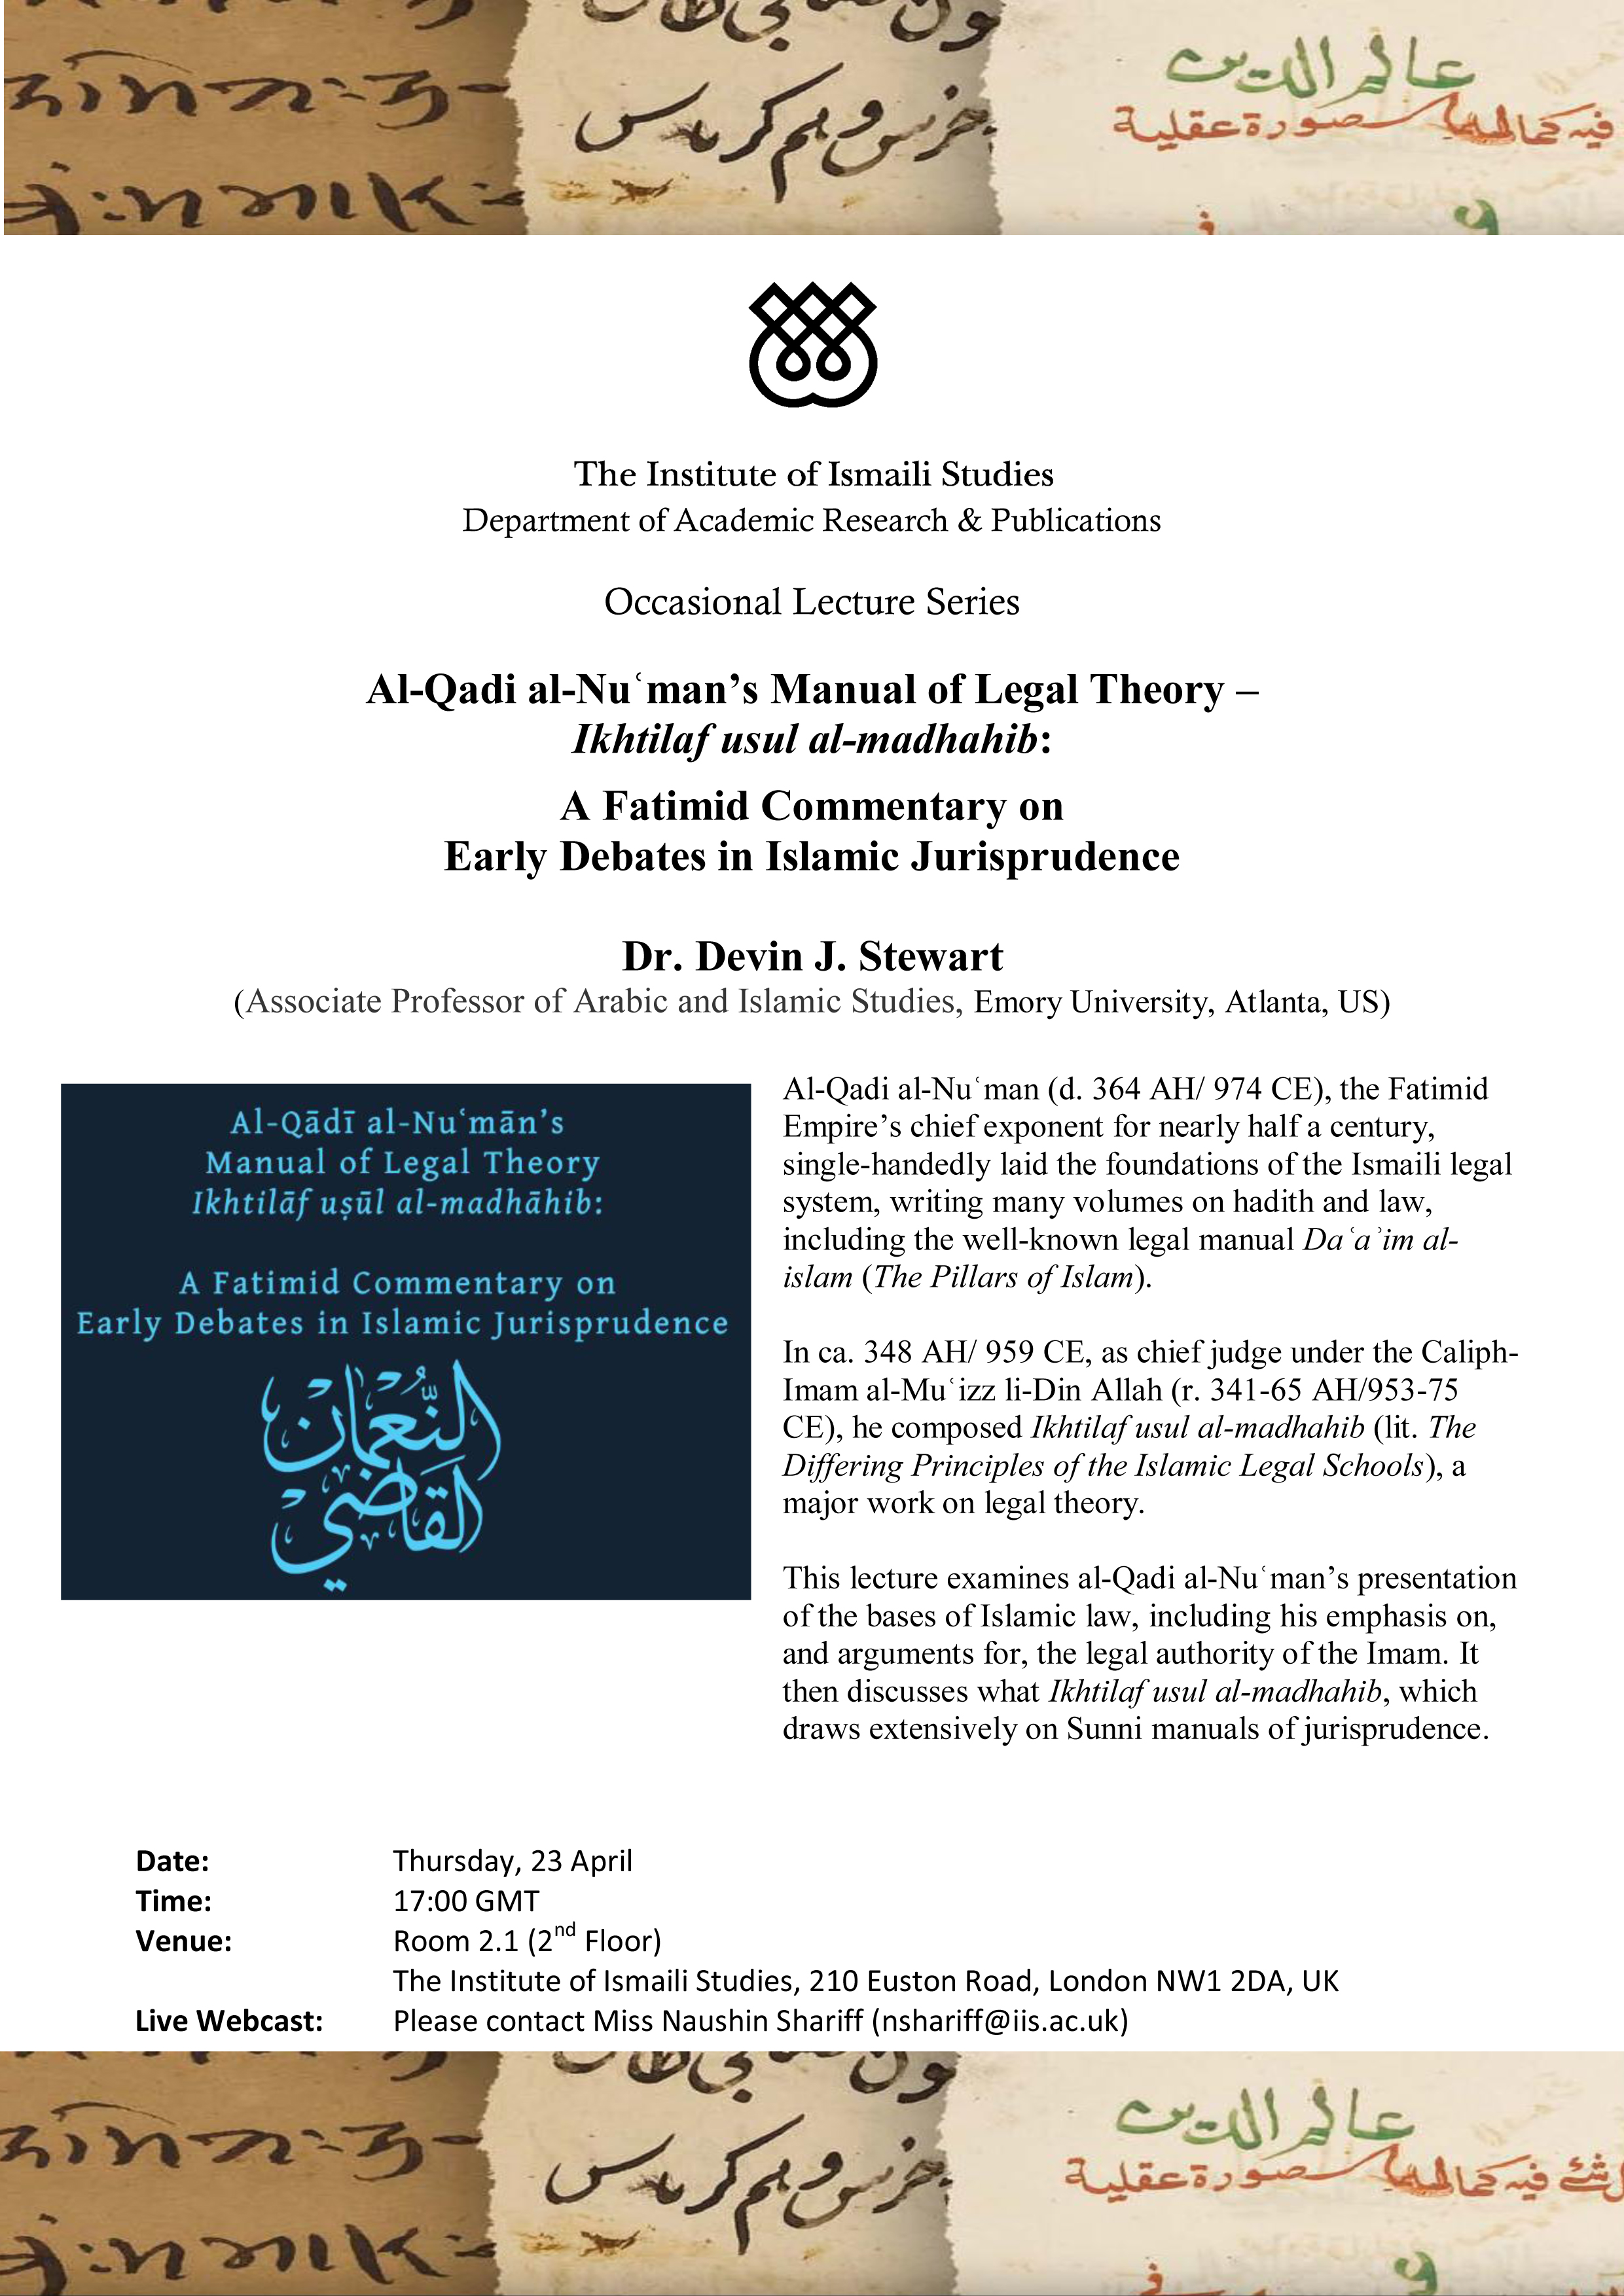 عالم الدين
صورة عقلية
The Institute of Ismaili Studies
Department of Academic Research & Publications
Occasional Lecture Series
Al-Qadi al-Nuʿman’s Manual of Legal Theory –
Ikhtilaf usul al-madhahib:
A Fatimid Commentary on
Early Debates in Islamic Jurisprudence
Dr. Devin J. Stewart
(Associate Professor of Arabic and Islamic Studies, Emory University, Atlanta, US)
Al-Qāḍī al-Nuʿmān’s
Manual of Legal Theory
Ikhtilāf uṣūl al-madhāhib:
A Fatimid Commentary on
Early Debates in Islamic Jurisprudence
النُّعمان
القاضي
Al-Qadi al-Nuʿman (d. 364 AH/ 974 CE), the Fatimid
Empire’s chief exponent for nearly half a century,
single-handedly laid the foundations of the Ismaili legal
system, writing many volumes on hadith and law,
including the well-known legal manual Daʿaʾim al-
islam (The Pillars of Islam).
In ca. 348 AH/ 959 CE, as chief judge under the Caliph-
Imam al-Muʿizz li-Din Allah (r. 341-65 AH/953-75
CE), he composed Ikhtilaf usul al-madhahib (lit. The
Differing Principles of the Islamic Legal Schools), a
major work on legal theory.
This lecture examines al-Qadi al-Nuʿman’s presentation
of the bases of Islamic law, including his emphasis on,
and arguments for, the legal authority of the Imam. It
then discusses what Ikhtilaf usul al-madhahib, which
draws extensively on Sunni manuals of jurisprudence.
Date: Thursday, 23 April
Time: 17:00 GMT
Venue: Room 2.1 (2nd Floor)
The Institute of Ismaili Studies, 210 Euston Road, London NW1 2DA, UK
Live Webcast: Please contact Miss Naushin Shariff (nshariff@iis.ac.uk)
عالم الدين
صورة عقلية